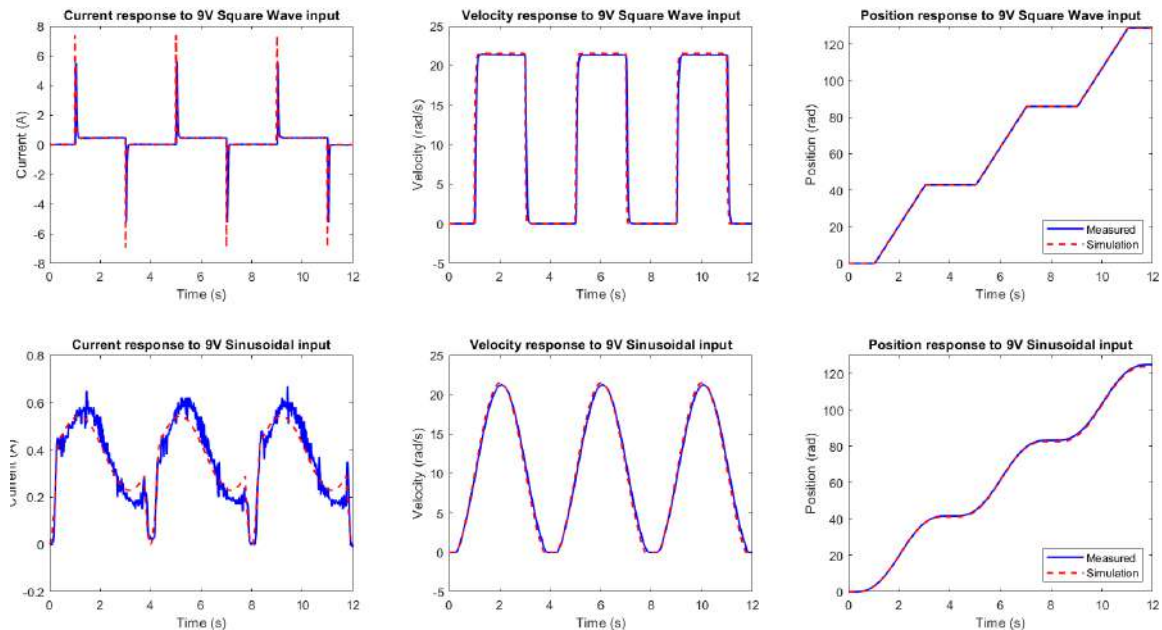 Current response to 9V Square Wave input
8
6
4
2
0
-2
-4
-6
-8
Current (A)
0 2 4 6 8 10 12
Time (s)
Velocity response to 9V Square Wave input
25
20
15
10
5
0
-5
Velocity (rad/s)
0 2 4 6 8 10 12
Time (s)
Position response to 9V Square Wave input
120
100
80
60
40
20
0
Position (rad)
Measured
Simulation
0 2 4 6 8 10 12
Time (s)
Current response to 9V Sinusoidal input
0.8
0.6
0.4
0.2
0
-0.2
Current (A)
0 2 4 6 8 10 12
Time (s)
Velocity response to 9V Sinusoidal input
25
20
15
10
5
0
-5
Velocity (rad/s)
0 2 4 6 8 10 12
Time (s)
Position response to 9V Sinusoidal input
120
100
80
60
40
20
0
Position (rad)
Measured
Simulation
0 2 4 6 8 10 12
Time (s)